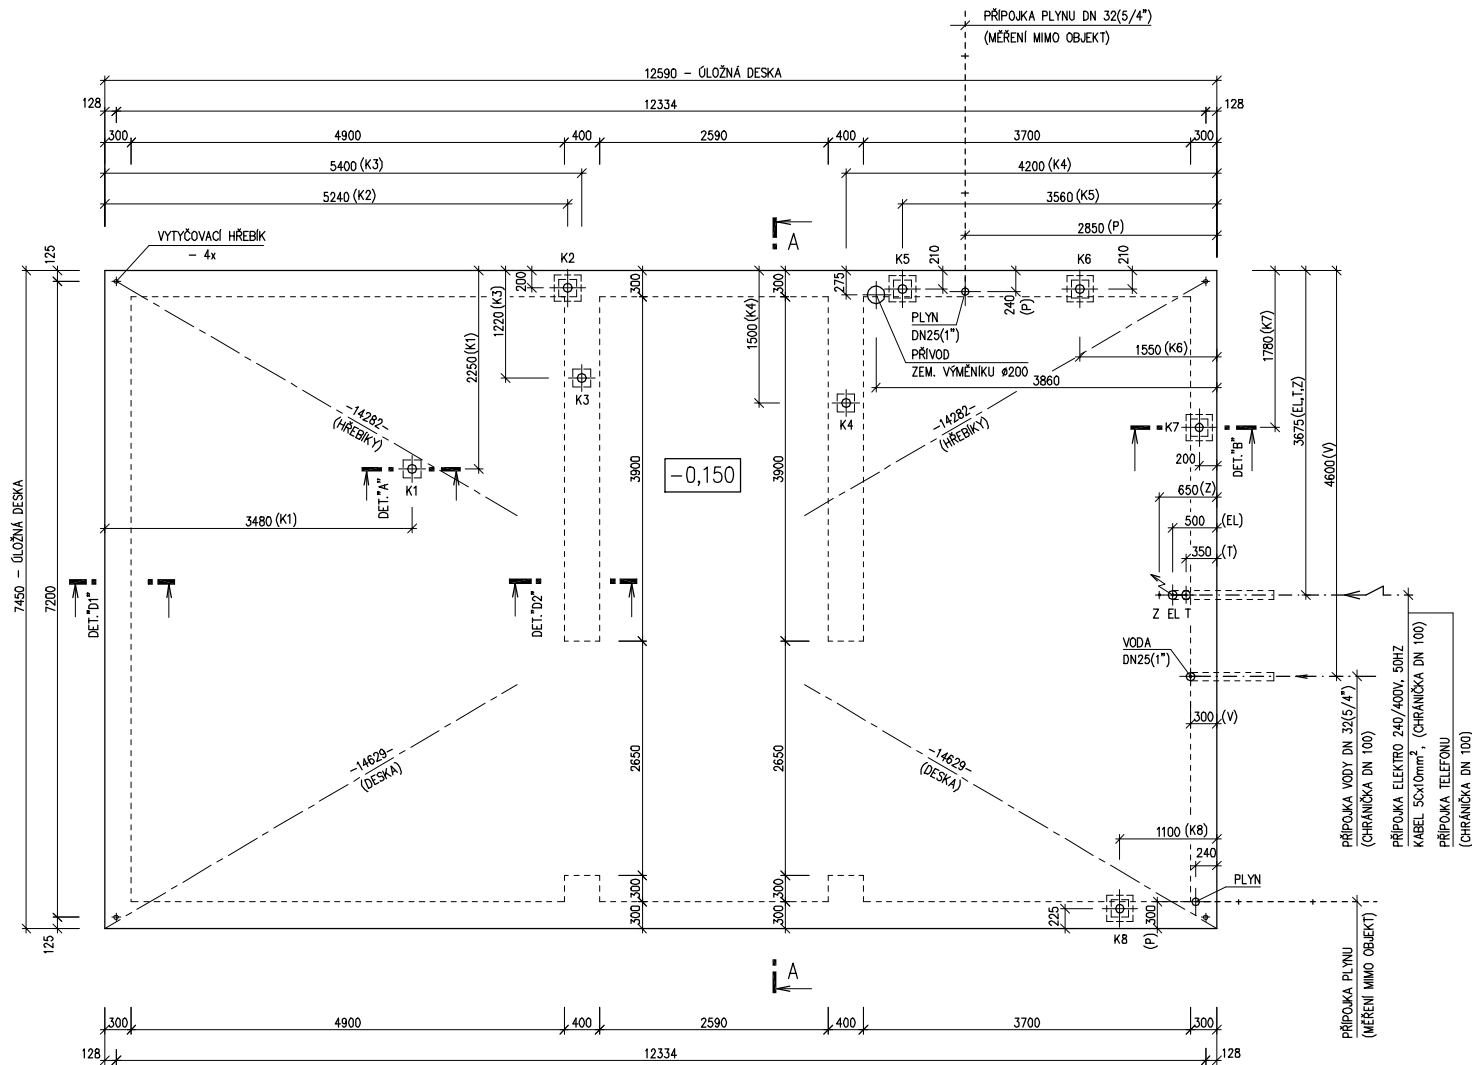 PŘÍPOJKA PLYNU DN 32(5/4")
(MĚŘENÍ MIMO OBJEKT)
12590 – ÚLOŽNÁ DESKA
128
12334
128
300
4900
400
2590
400
3700
300
5400 (K3)
4200 (K4)
5240 (K2)
3560 (K5)
2850 (P)
VYTYČOVACÍ HŘEBÍK
– 4x
A
125
K2
K5
210
K6
210
200
300
300
275
240
(P)
1220 (K3)
2250 (K1)
1500 (K4)
PLYN
DN25(1")
PŘÍVOD
ZEM. VÝMĚNÍKU ø200
1550 (K6)
1780 (K7)
3860
K3
K4
-14282-
(HŘEBÍKY)
-14282-
(HŘEBÍKY)
3675 (EL,T,Z)
4600 (V)
K7
DET."B"
200
K1
DET."A"
3900
-0,150
3900
650 (Z)
3480 (K1)
500 (EL)
350 (T)
7450 – ÚLOŽNÁ DESKA
7200
DET."D1"
DET."D2"
Z EL T
VODA
DN25(1")
300 (V)
PŘÍPOJKA VODY DN 32(5/4")
(CHRÁNIČKA DN 100)
PŘÍPOJKA ELEKTRO 240/400V, 50HZ
KABEL 5Cx10mm², (CHRÁNIČKA DN 100)
PŘÍPOJKA TELEFONU
(CHRÁNIČKA DN 100)
-14629-
(DESKA)
2650
2650
-14629-
(DESKA)
1100 (K8)
240
PLYN
300
300
300
300
225
K8
300
(P)
125
A
PŘÍPOJKA PLYNU
(MĚŘENÍ MIMO OBJEKT)
300
4900
400
2590
400
3700
300
128
12334
128